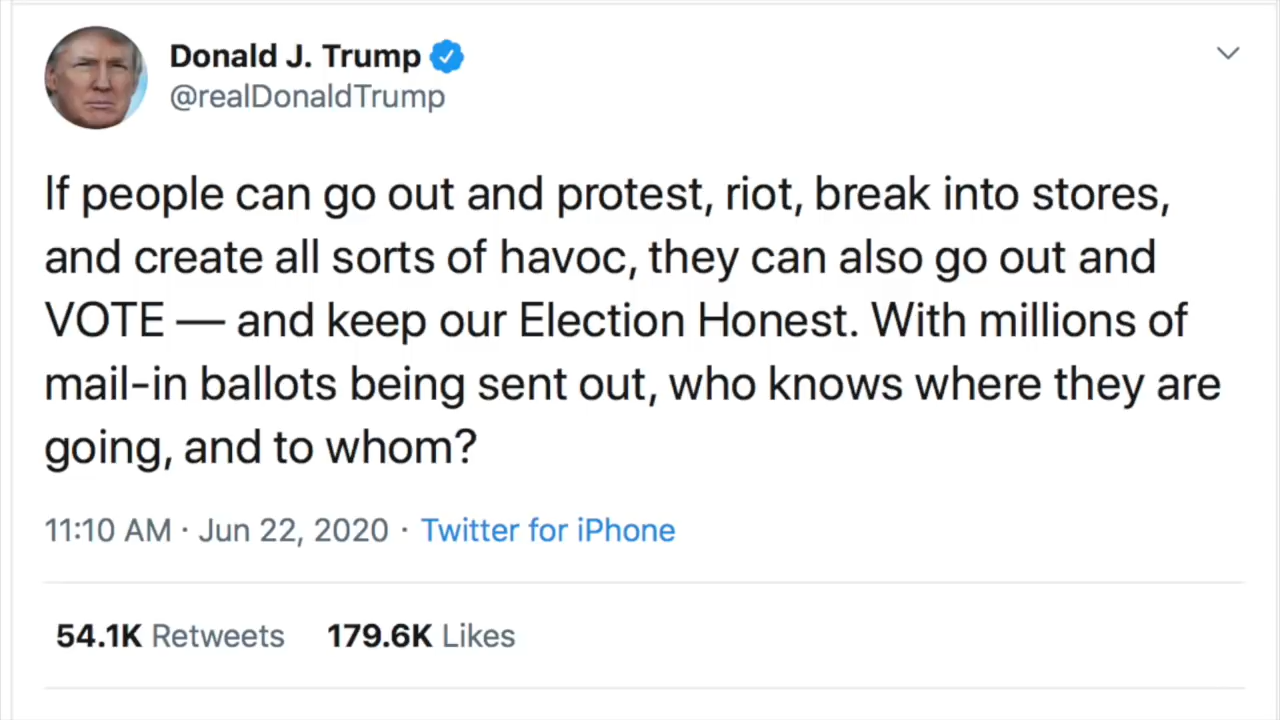 Donald J. Trump
@realDonaldTrump
If people can go out and protest, riot, break into stores,
and create all sorts of havoc, they can also go out and
VOTE — and keep our Election Honest. With millions of
mail-in ballots being sent out, who knows where they are
going, and to whom?
11:10 AM · Jun 22, 2020 · Twitter for iPhone
54.1K Retweets 179.6K Likes